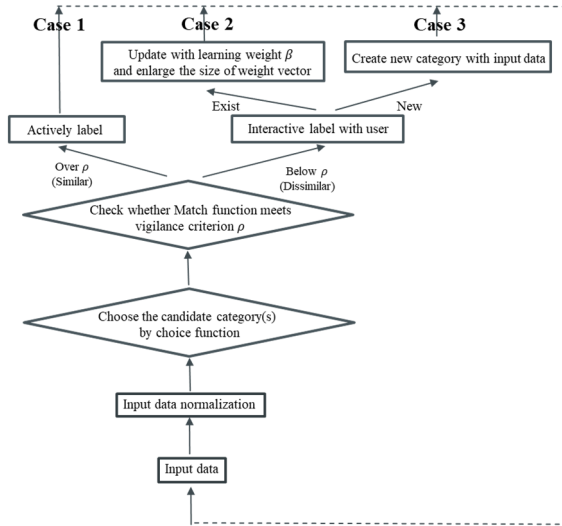 Case 1
Case 2
Case 3
Update with learning weight β
and enlarge the size of weight vector
Create new category with input data
Exist
New
Actively label
Interactive label with user
Over ρ
(Similar)
Below ρ
(Dissimilar)
Check whether Match function meets
vigilance criterion ρ
Choose the candidate category(s)
by choice function
Input data normalization
Input data